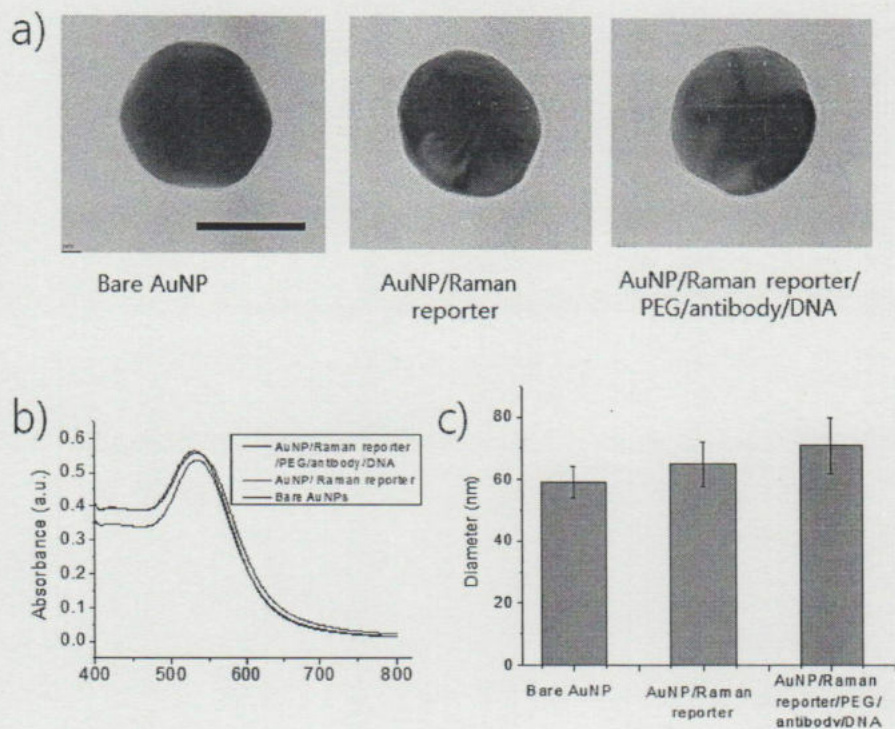 a)
Bare AuNP
AuNP/Raman
reporter
AuNP/Raman reporter/
PEG/antibody/DNA
b)
Absorbance (a.u.)
0.6
0.5
0.4
0.3
0.2
0.1
0.0
400
500
600
700
800
AuNP/Raman reporter
/PEG/antibody/DNA
AuNP/ Raman reporter
Bare AuNPs
c)
Diameter (nm)
80
60
40
20
0
Bare AuNP
AuNP/Raman
reporter
AuNP/Raman
reporter/PEG/
antibody/DNA